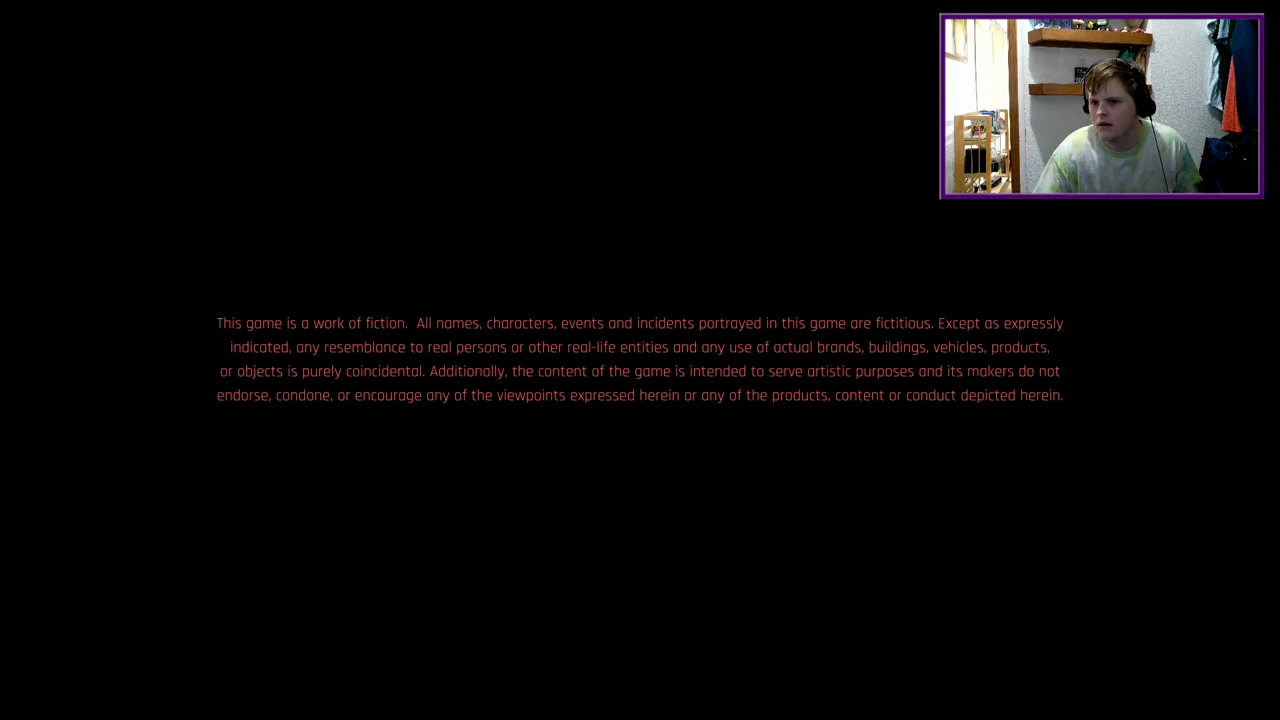 This game is a work of fiction.  All names, characters, events and incidents portrayed in this game are fictitious. Except as expressly
indicated, any resemblance to real persons or other real-life entities and any use of actual brands, buildings, vehicles, products,
or objects is purely coincidental. Additionally, the content of the game is intended to serve artistic purposes and its makers do not
endorse, condone, or encourage any of the viewpoints expressed herein or any of the products, content or conduct depicted herein.